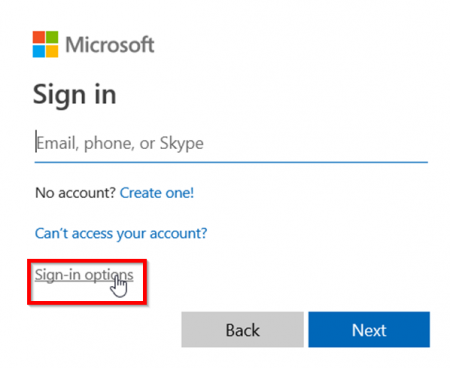 Microsoft
Sign in
Email, phone, or Skype
No account? Create one!
Can't access your account?
Sign-in options
Back Next